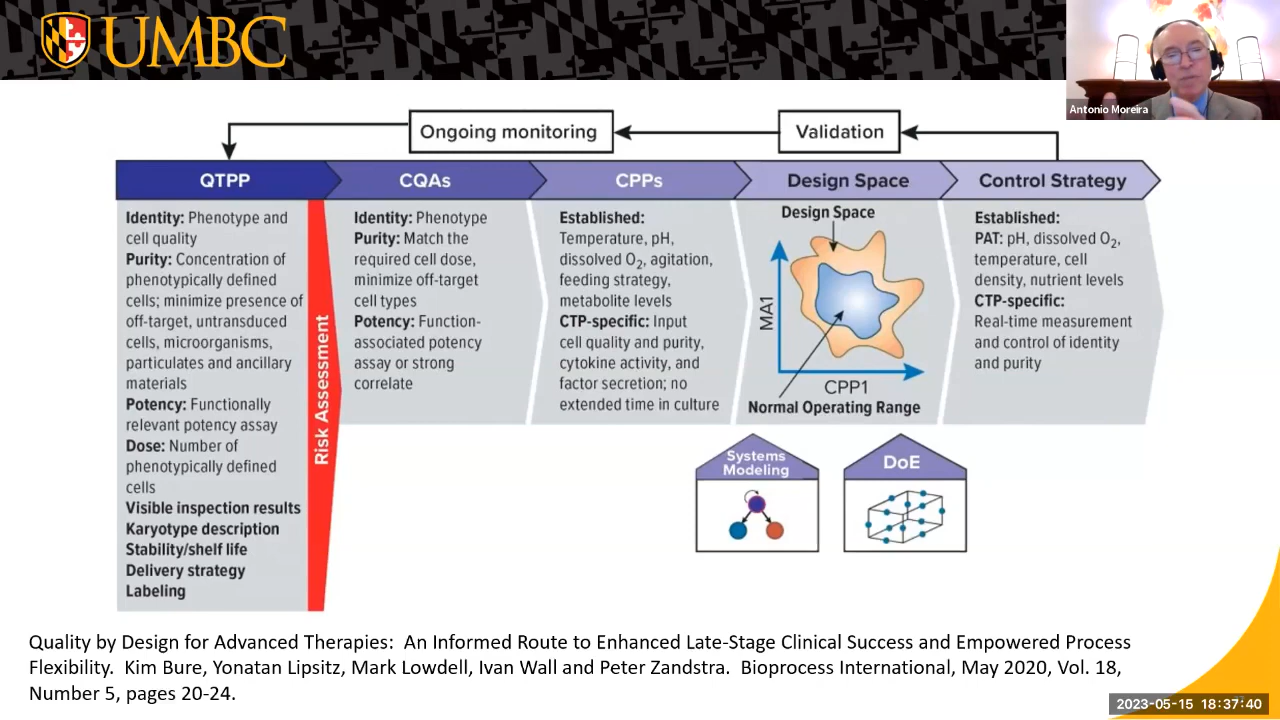 UMBC
Antonio Moreira
Ongoing monitoring
Validation
QTPP
CQAs
CPPs
Design Space
Control Strategy
Identity: Phenotype and
cell quality
Purity: Concentration of
phenotypically defined
cells; minimize presence of
off-target, untransduced
cells, microorganisms,
particulates and ancillary
materials
Potency: Functionally
relevant potency assay
Dose: Number of
phenotypically defined
cells
Visible inspection results
Karyotype description
Stability/shelf life
Delivery strategy
Labeling
Risk Assessment
Identity: Phenotype
Purity: Match the
required cell dose,
minimize off-target
cell types
Potency: Function-
associated potency
assay or strong
correlate
Established:
Temperature, pH,
dissolved O₂, agitation,
feeding strategy,
metabolite levels
CTP-specific: Input
cell quality and purity,
cytokine activity, and
factor secretion; no
extended time in culture
Design Space
MA1
CPP1
Normal Operating Range
Established:
PAT: pH, dissolved O₂,
temperature, cell
density, nutrient levels
CTP-specific:
Real-time measurement
and control of identity
and purity
Systems
Modeling
DoE
Quality by Design for Advanced Therapies:  An Informed Route to Enhanced Late-Stage Clinical Success and Empowered Process
Flexibility.  Kim Bure, Yonatan Lipsitz, Mark Lowdell, Ivan Wall and Peter Zandstra.  Bioprocess International, May 2020, Vol. 18,
Number 5, pages 20-24.
2023-05-15 18:37:40